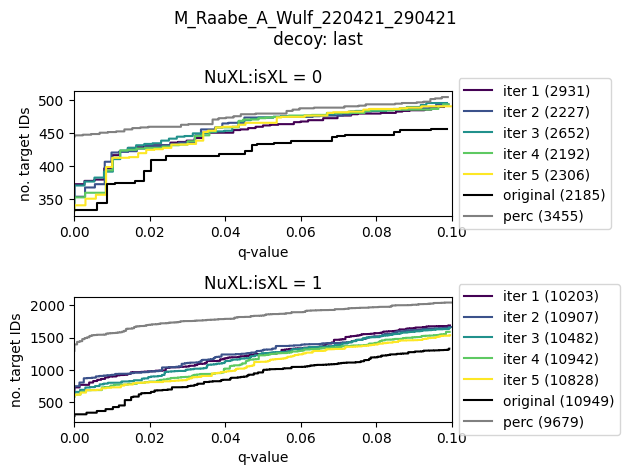 M_Raabe_A_Wulf_220421_290421
decoy: last
NuXL:isXL = 0
no. target IDs
500
450
400
350
0.00
0.02
0.04
0.06
0.08
0.10
q-value
iter 1 (2931)
iter 2 (2227)
iter 3 (2652)
iter 4 (2192)
iter 5 (2306)
original (2185)
perc (3455)
NuXL:isXL = 1
no. target IDs
2000
1500
1000
500
0.00
0.02
0.04
0.06
0.08
0.10
q-value
iter 1 (10203)
iter 2 (10907)
iter 3 (10482)
iter 4 (10942)
iter 5 (10828)
original (10949)
perc (9679)